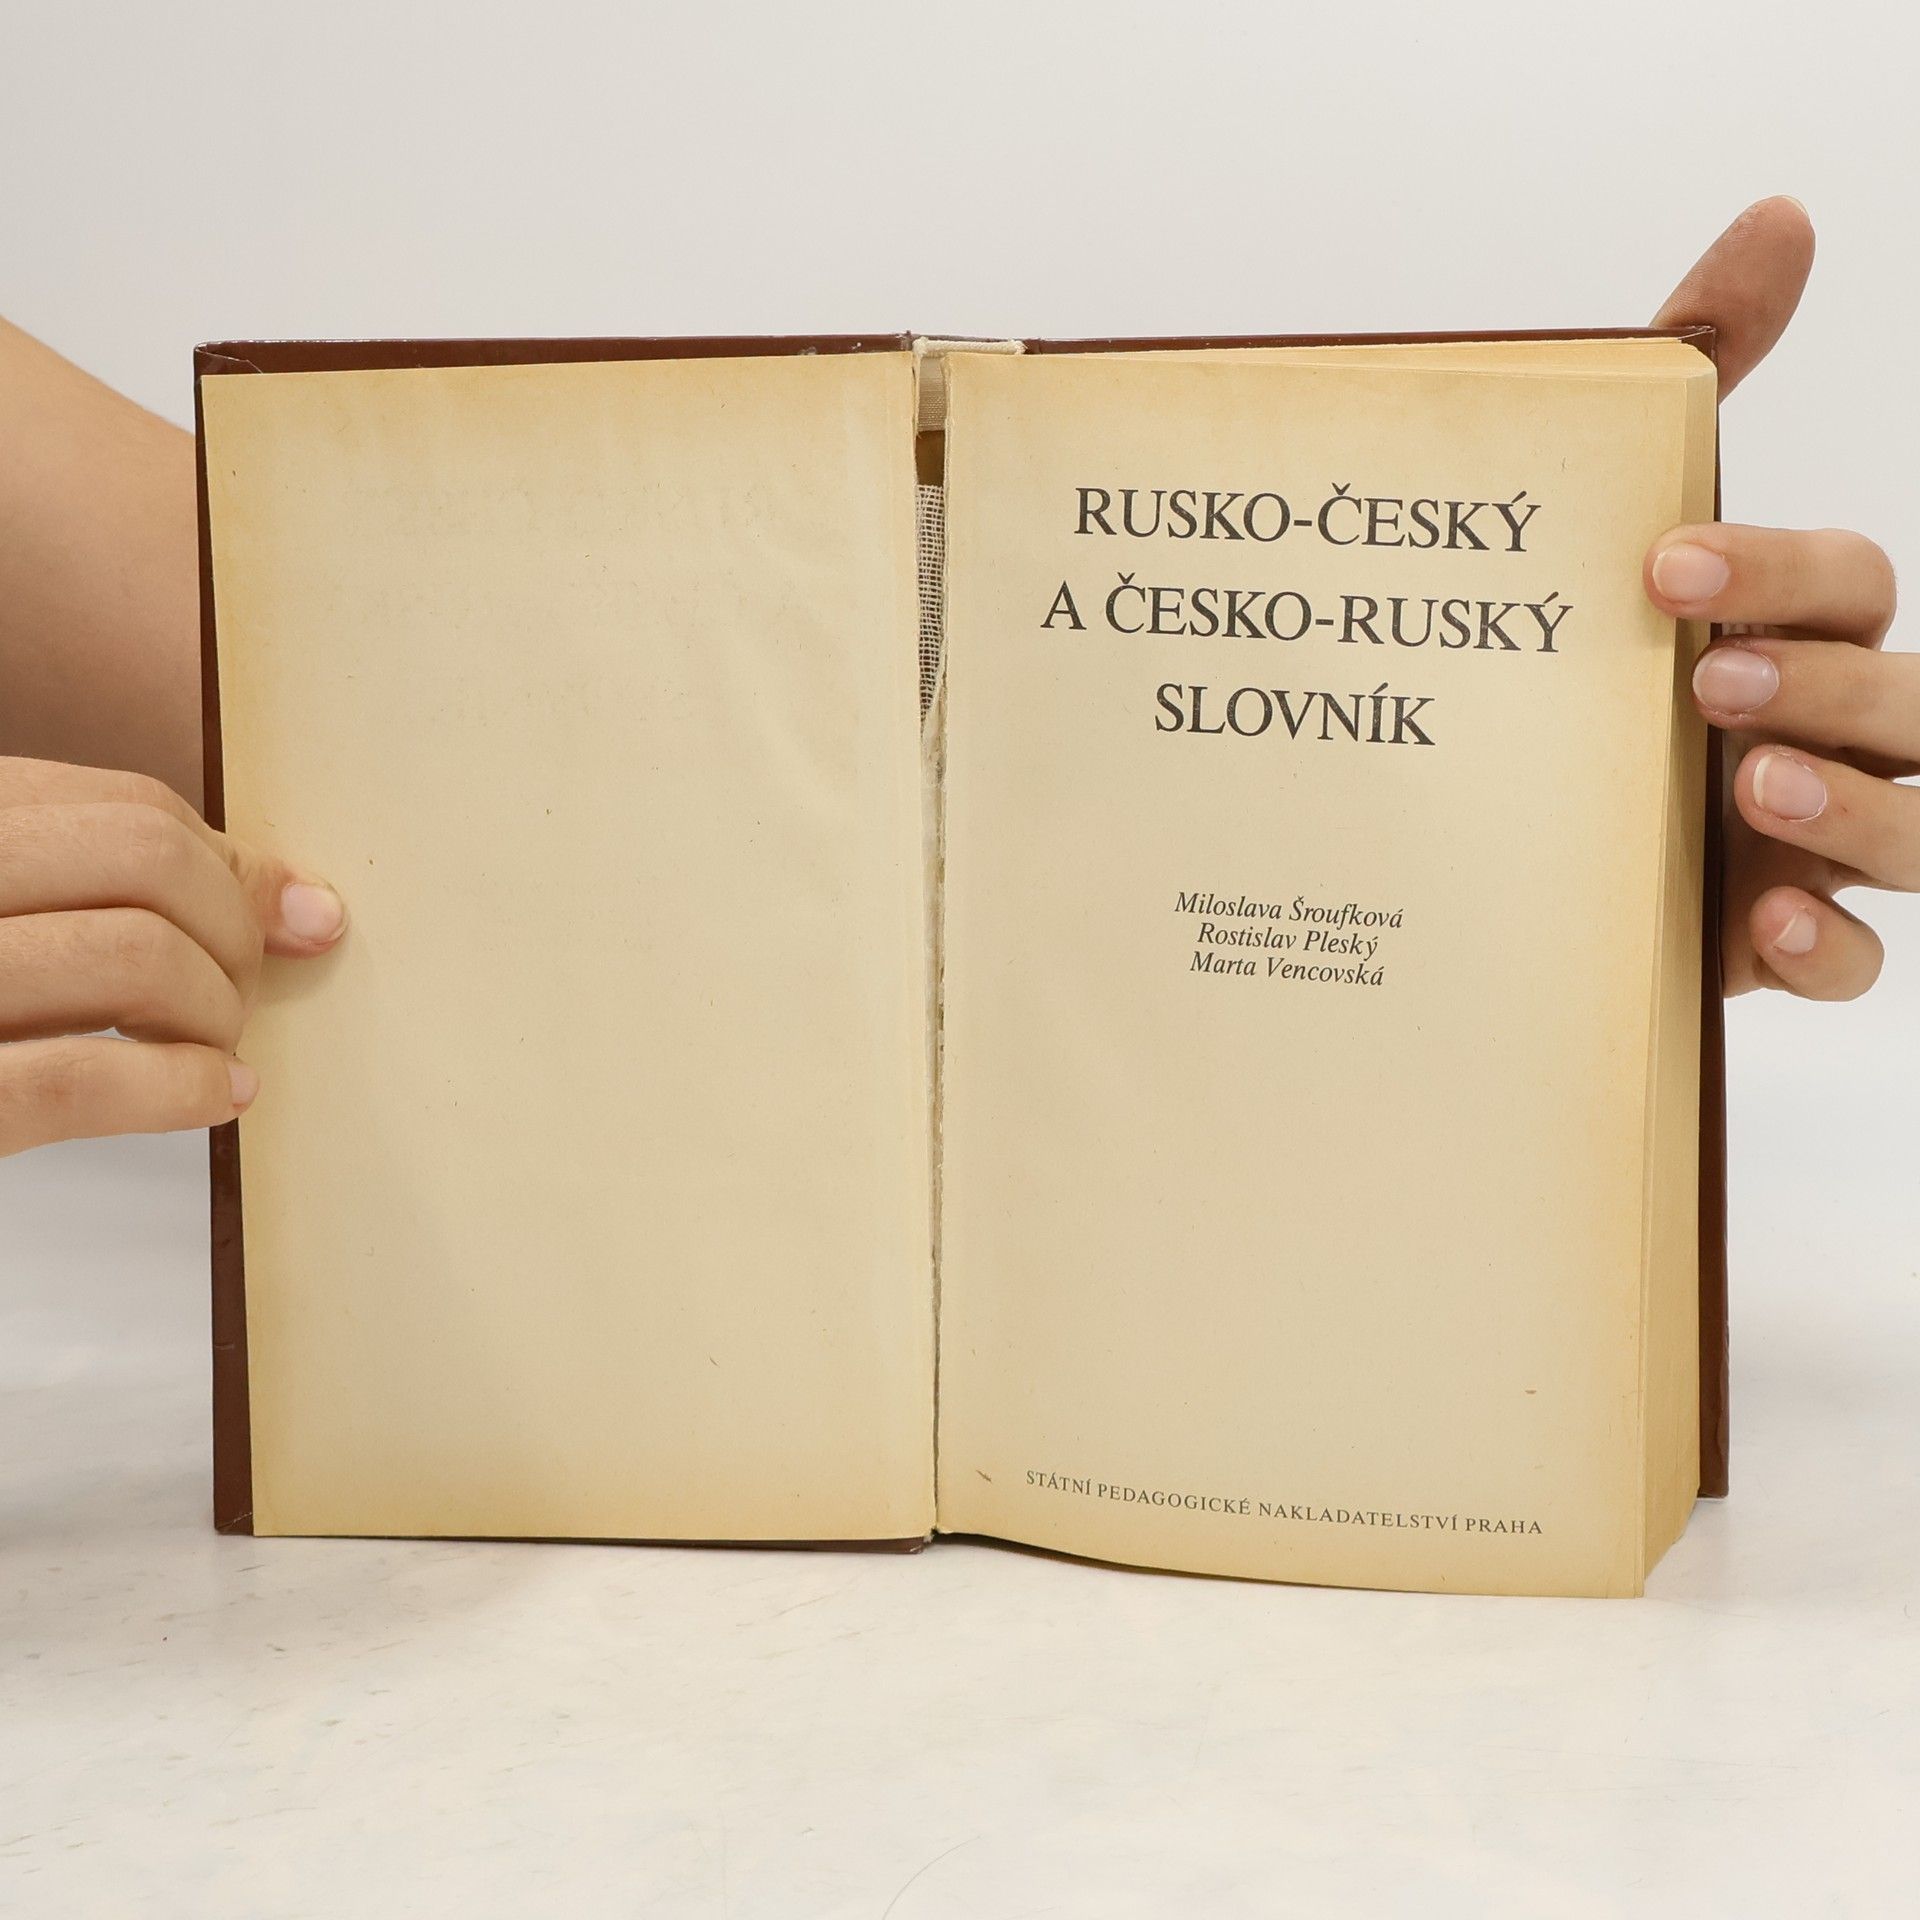 RUSKO-ČESKÝ
A ČESKO-RUSKÝ
SLOVNÍK
Miloslava Šroufková
Rostislav Pleský
Marta Vencovská
STÁTNÍ PEDAGOGICKÉ NAKLADATELSTVÍ PRAHA